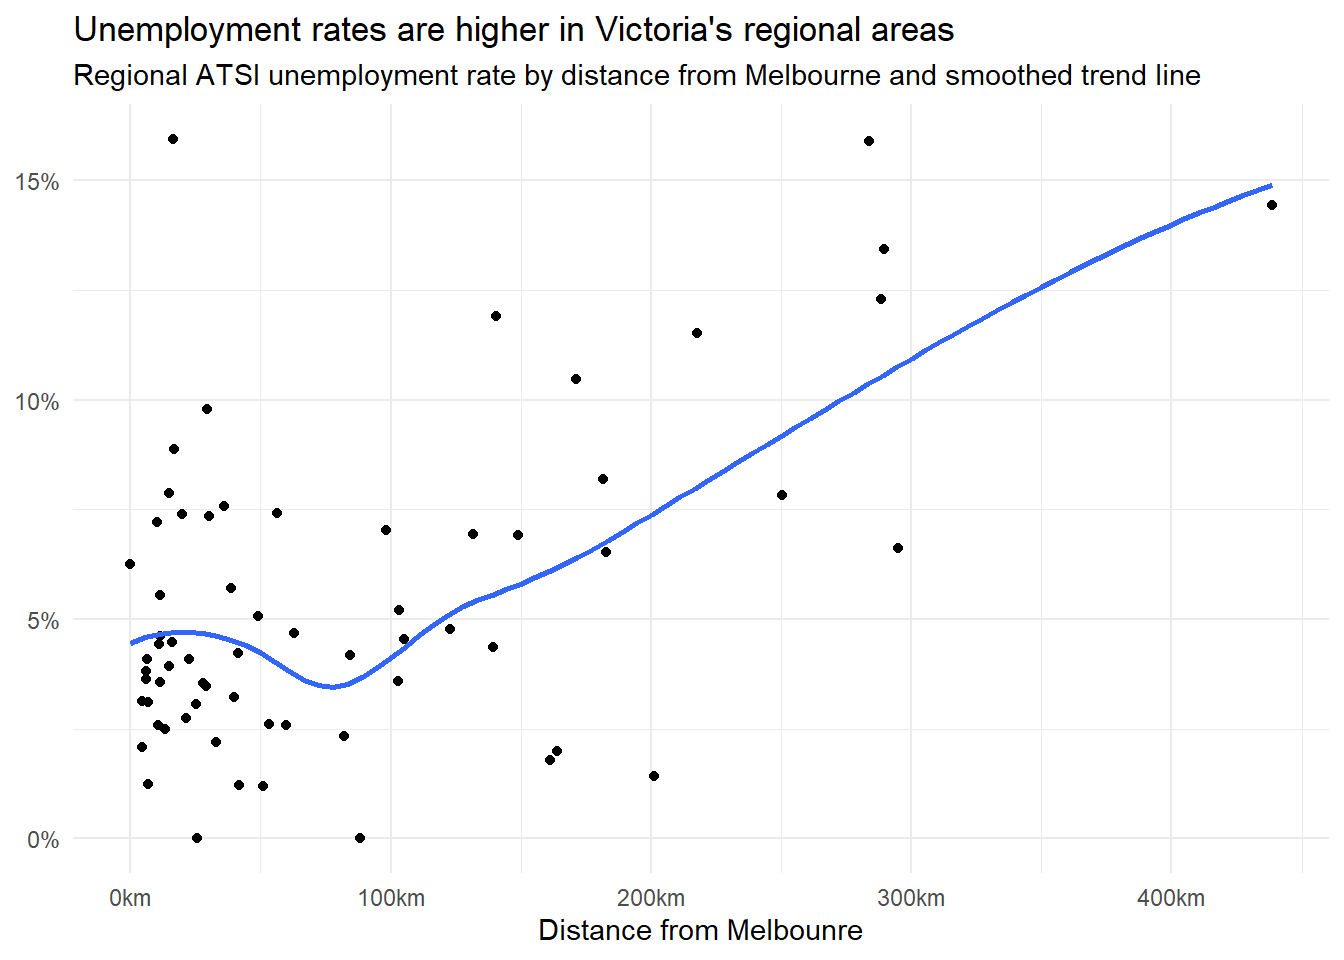 Unemployment rates are higher in Victoria's regional areas
Regional ATSI unemployment rate by distance from Melbourne and smoothed trend line
15%
10%
5%
0%
0km
100km
200km
300km
400km
Distance from Melbounre